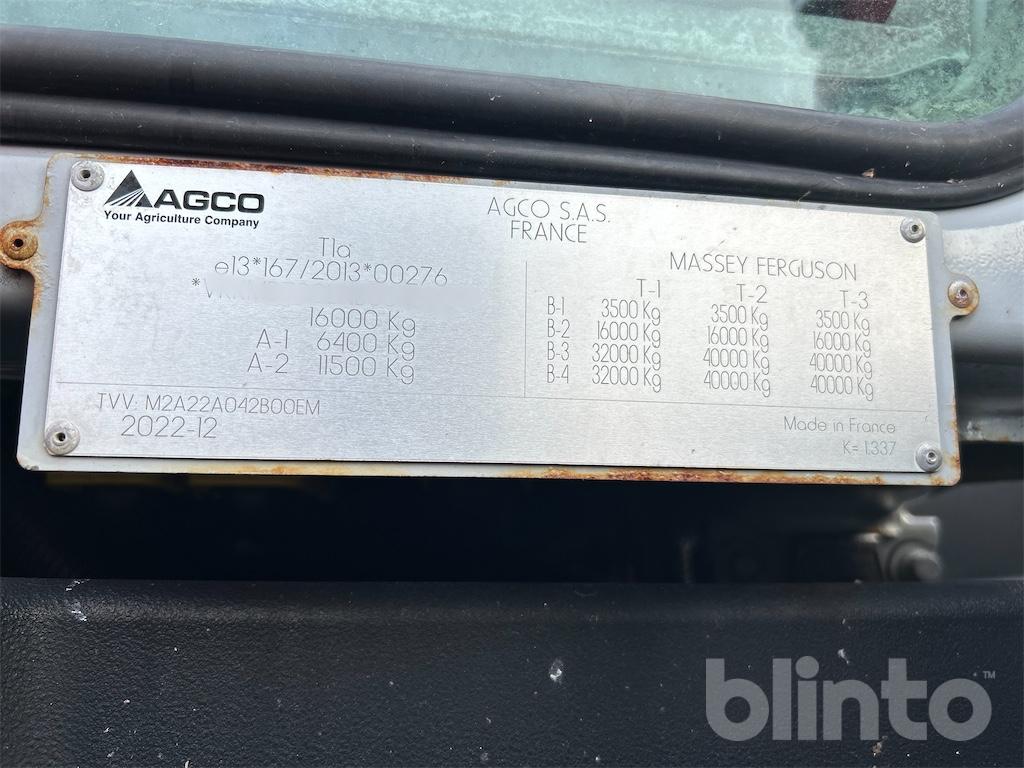 AGCO
Your Agriculture Company
AGCO S.A.S.
FRANCE
T1a
e13*167/2013*00276
16000 Kg
A-1 6400 Kg
A-2 11500 Kg
MASSEY FERGUSON
T-1 T-2 T-3
B-1 3500 Kg 3500 Kg 3500 Kg
B-2 16000 Kg 16000 Kg 16000 Kg
B-3 32000 Kg 40000 Kg 40000 Kg
B-4 32000 Kg 40000 Kg 40000 Kg
TVV: M2A22A042B00EM
2022-12
Made in France
K= 1.337
blinto™